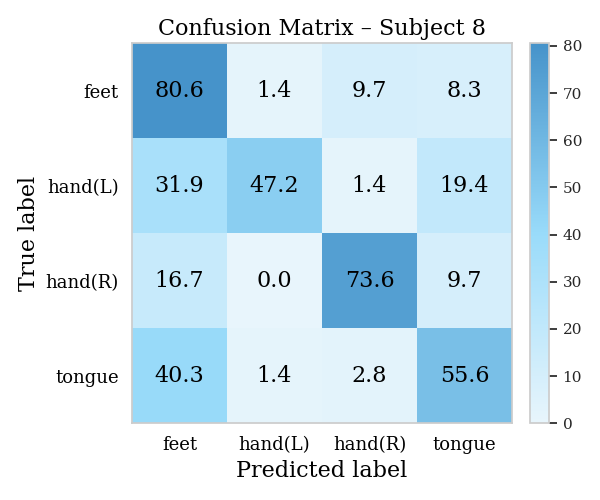 Confusion Matrix – Subject 8
feet 80.6 1.4 9.7 8.3
hand(L) 31.9 47.2 1.4 19.4
hand(R) 16.7 0.0 73.6 9.7
tongue 40.3 1.4 2.8 55.6
feet hand(L) hand(R) tongue
Predicted label
True label
80
70
60
50
40
30
20
10
0